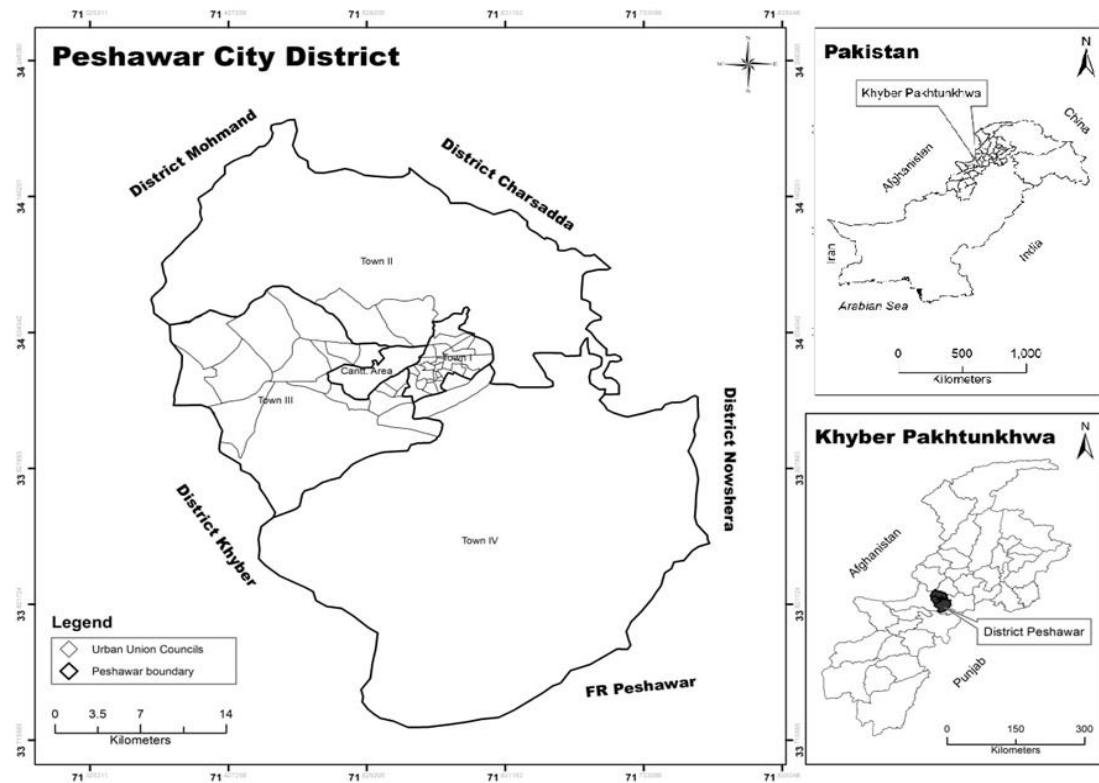 Peshawar City District
N
W
E
S
District Mohmand
District Charsadda
Town II
Town I
Cantt. Area
Town III
District Nowshera
District Khyber
Town IV
FR Peshawar
Legend
Urban Union Councils
Peshawar boundary
0 3.5 7 14
Kilometers
71 71 71 71 71 71
34 34 34 33 33 33
Pakistan
N
Khyber Pakhtunkhwa
China
Afghanistan
Iran
India
Arabian Sea
0 500 1,000
Kilometers
Khyber Pakhtunkhwa
N
Afghanistan
District Peshawar
Punjab
0 150 300
Kilometers